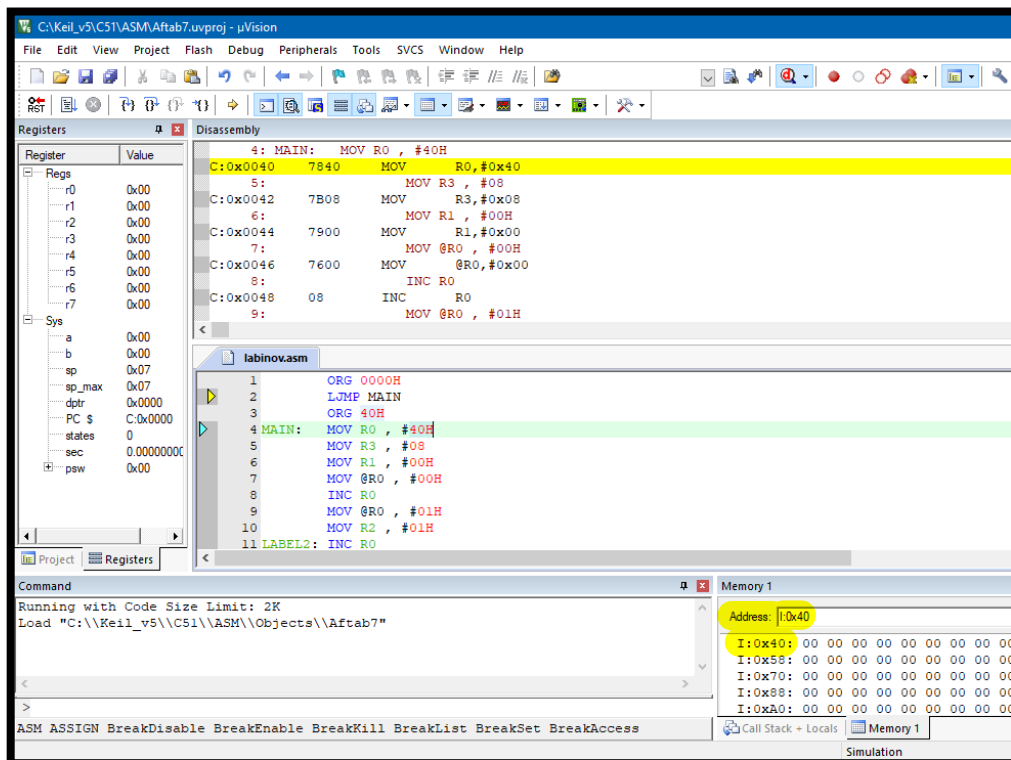 C:\Keil_v5\C51\ASM\Aftab7.uvproj - µVision
File Edit View Project Flash Debug Peripherals Tools SVCS Window Help
RST
Registers
Register Value
Regs
r0 0x00
r1 0x00
r2 0x00
r3 0x00
r4 0x00
r5 0x00
r6 0x00
r7 0x00
Sys
a 0x00
b 0x00
sp 0x07
sp_max 0x07
dptr 0x0000
PC $ C:0x0000
states 0
sec 0.00000000
psw 0x00
Project Registers
Disassembly
4: MAIN: MOV R0 , #40H
C:0x0040 7840 MOV R0,#0x40
5: MOV R3 , #08
C:0x0042 7B08 MOV R3,#0x08
6: MOV R1 , #00H
C:0x0044 7900 MOV R1,#0x00
7: MOV @R0 , #00H
C:0x0046 7600 MOV @R0,#0x00
8: INC R0
C:0x0048 08 INC R0
9: MOV @R0 , #01H
labinov.asm
1 ORG 0000H
2 LJMP MAIN
3 ORG 40H
4 MAIN: MOV R0 , #40H
5 MOV R3 , #08
6 MOV R1 , #00H
7 MOV @R0 , #00H
8 INC R0
9 MOV @R0 , #01H
10 MOV R2 , #01H
11 LABEL2: INC R0
Command
Running with Code Size Limit: 2K
Load "C:\\Keil_v5\\C51\\ASM\\Objects\\Aftab7"
>
ASM ASSIGN BreakDisable BreakEnable BreakKill BreakList BreakSet BreakAccess
Memory 1
Address: I:0x40
I:0x40: 00 00 00 00 00 00 00 00
I:0x58: 00 00 00 00 00 00 00 00
I:0x70: 00 00 00 00 00 00 00 00
I:0x88: 00 00 00 00 00 00 00 00
I:0xA0: 00 00 00 00 00 00 00 00
Call Stack + Locals Memory 1
Simulation